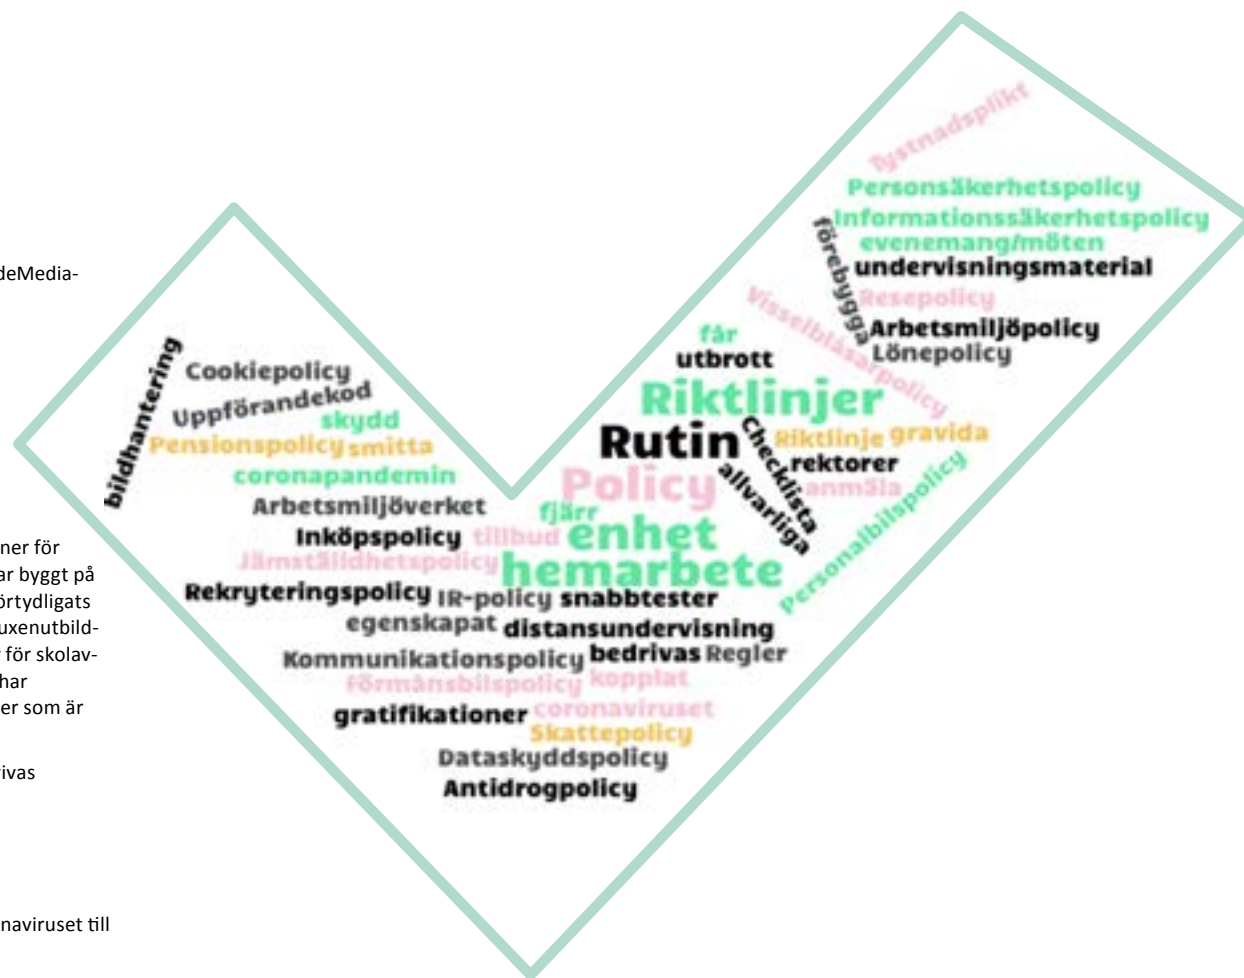 deMedia-
ner för
ar byggt på
örtydligats
uxenutbild-
för skolav-
har
er som är
ivas
naviruset till
Tystnadsplikt
Personsäkerhetspolicy
Informationssäkerhetspolicy
evenemang/möten
förebygga
undervisningsmaterial
Resepolicy
Arbetsmiljöpolicy
Lönepolicy
Visselblåsarpolicy
får
utbrott
Riktlinjer
Rutin
Checklista
Riktlinje gravida
rektorer
Policy
allvarliga
anmäla
Personalbilspolicy
fjärr
enhet
hemarbete
bildhantering
Cookiepolicy
Uppförandekod
skydd
Pensionspolicy smitta
coronapandemin
Arbetsmiljöverket
Inköpspolicy tillbud
Jämställdhetspolicy
Rekryteringspolicy IR-policy snabbtester
egenskapat distansundervisning
Kommunikationspolicy bedrivas Regler
förmånsbilspolicy kopplat
gratifikationer coronaviruset
Skattepolicy
Dataskyddspolicy
Antidrogpolicy